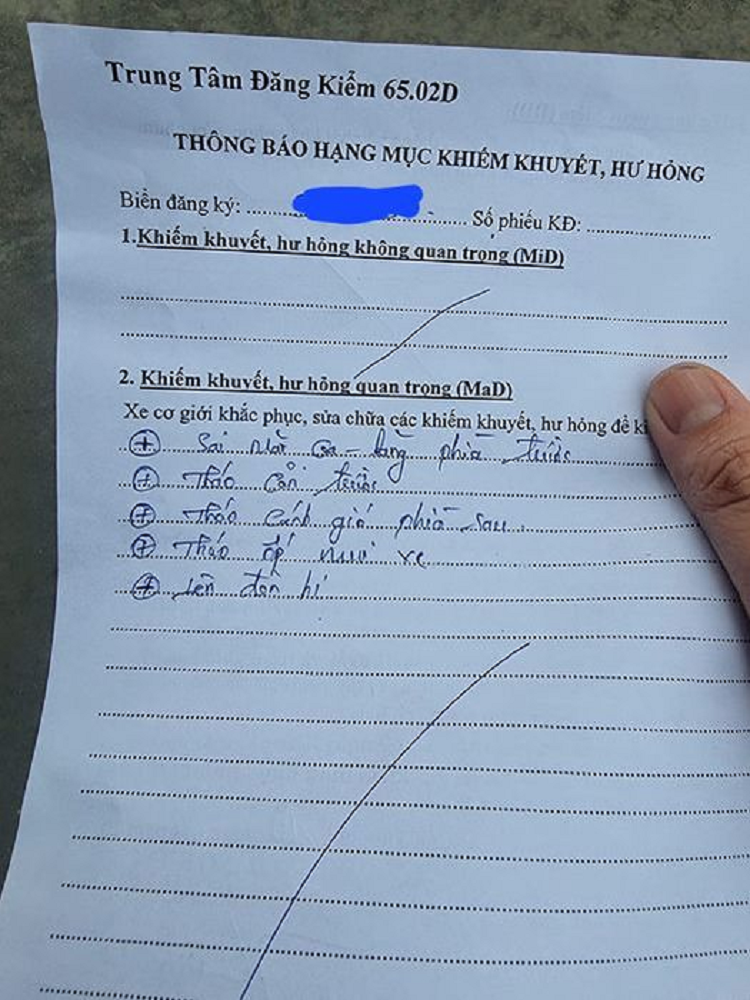 Trung Tâm Đăng Kiểm 65.02D
THÔNG BÁO HẠNG MỤC KHIẾM KHUYẾT, HƯ HỎNG
Biển đăng ký: ........ Số phiếu KĐ: ........
1.Khiếm khuyết, hư hỏng không quan trọng (MiD)
2. Khiếm khuyết, hư hỏng quan trọng (MaD)
Xe cơ giới khắc phục, sửa chữa các khiếm khuyết, hư hỏng để
+ Sai mặt Ga-lăng phía trước
+ Tháo cản trước
+ Tháo cánh gió phía sau.
+ Tháo ốp xe
+ đèn